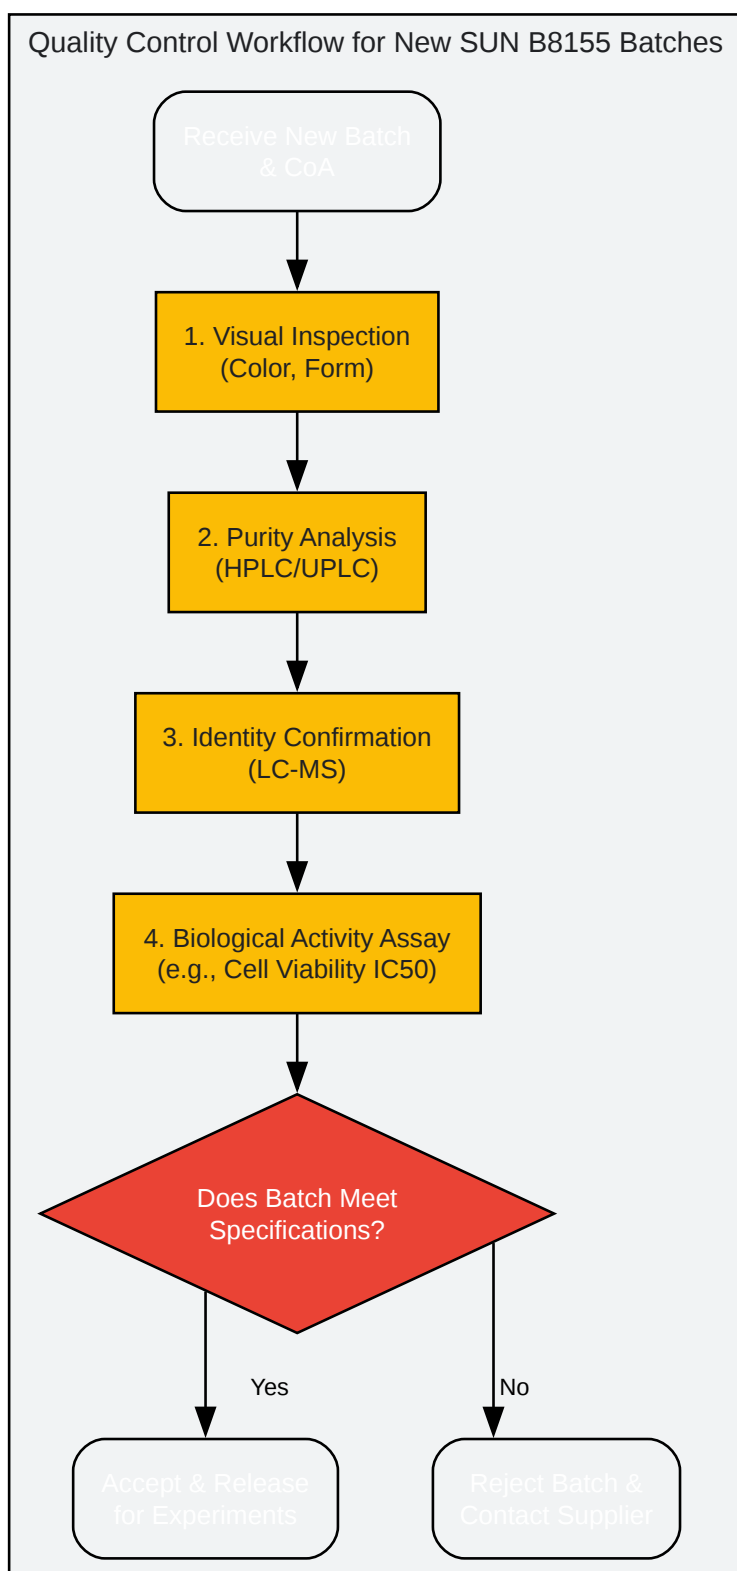 Quality Control Workflow for New SUN B8155 Batches
Receive New Batch
& CoA
1. Visual Inspection
(Color, Form)
2. Purity Analysis
(HPLC/UPLC)
3. Identity Confirmation
(LC-MS)
4. Biological Activity Assay
(e.g., Cell Viability IC50)
Does Batch Meet
Specifications?
Yes
No
Accept & Release
for Experiments
Reject Batch &
Contact Supplier